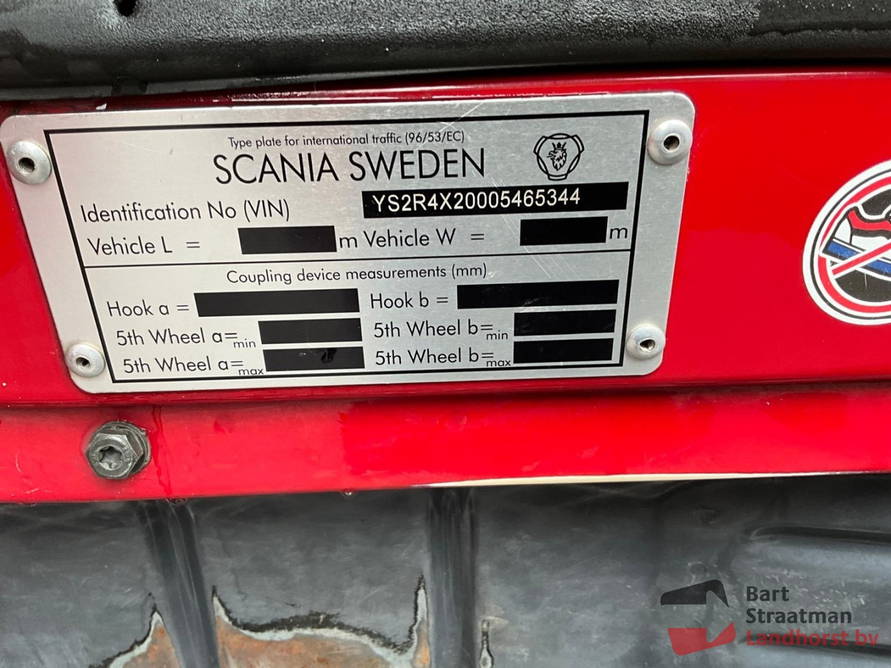 Type plate for international traffic (96/53/EC)
SCANIA SWEDEN
Identification No (VIN) YS2R4X20005465344
Vehicle L = m Vehicle W = m
Coupling device measurements (mm)
Hook a = Hook b =
5th Wheel a=min 5th Wheel b=min
5th Wheel a=max 5th Wheel b=max
Bart
Straatman
Landhorst bv